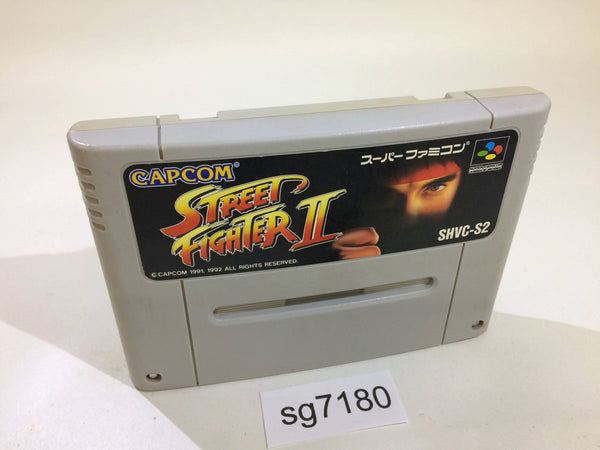 CAPCOM®
スーパーファミコン®
STREET
FIGHTER II
SHVC-S2
©CAPCOM 1991, 1992 ALL RIGHTS RESERVED.
sg7180